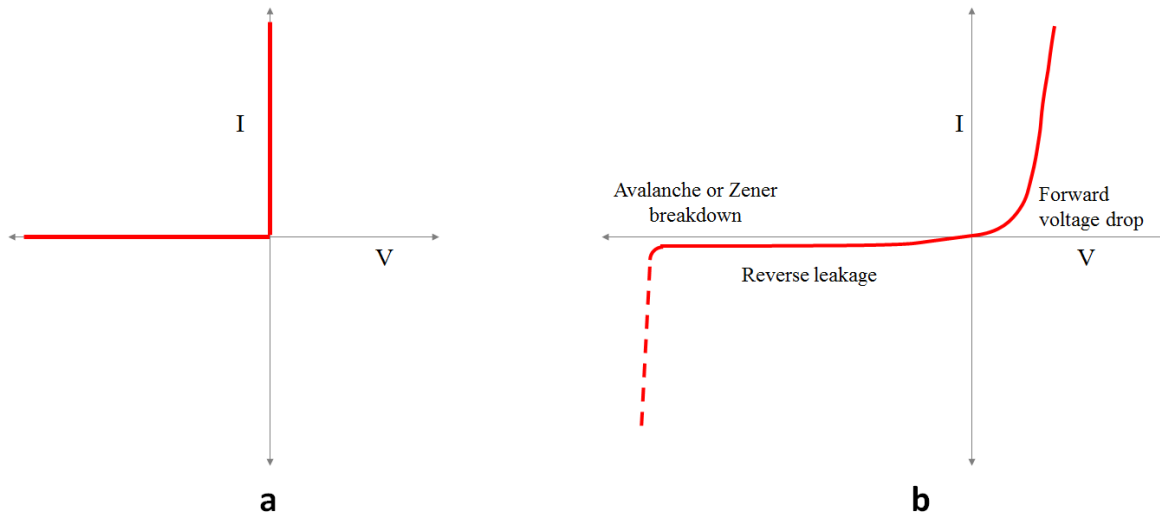 I
V
a
I
Avalanche or Zener
breakdown
Forward
voltage drop
V
Reverse leakage
b